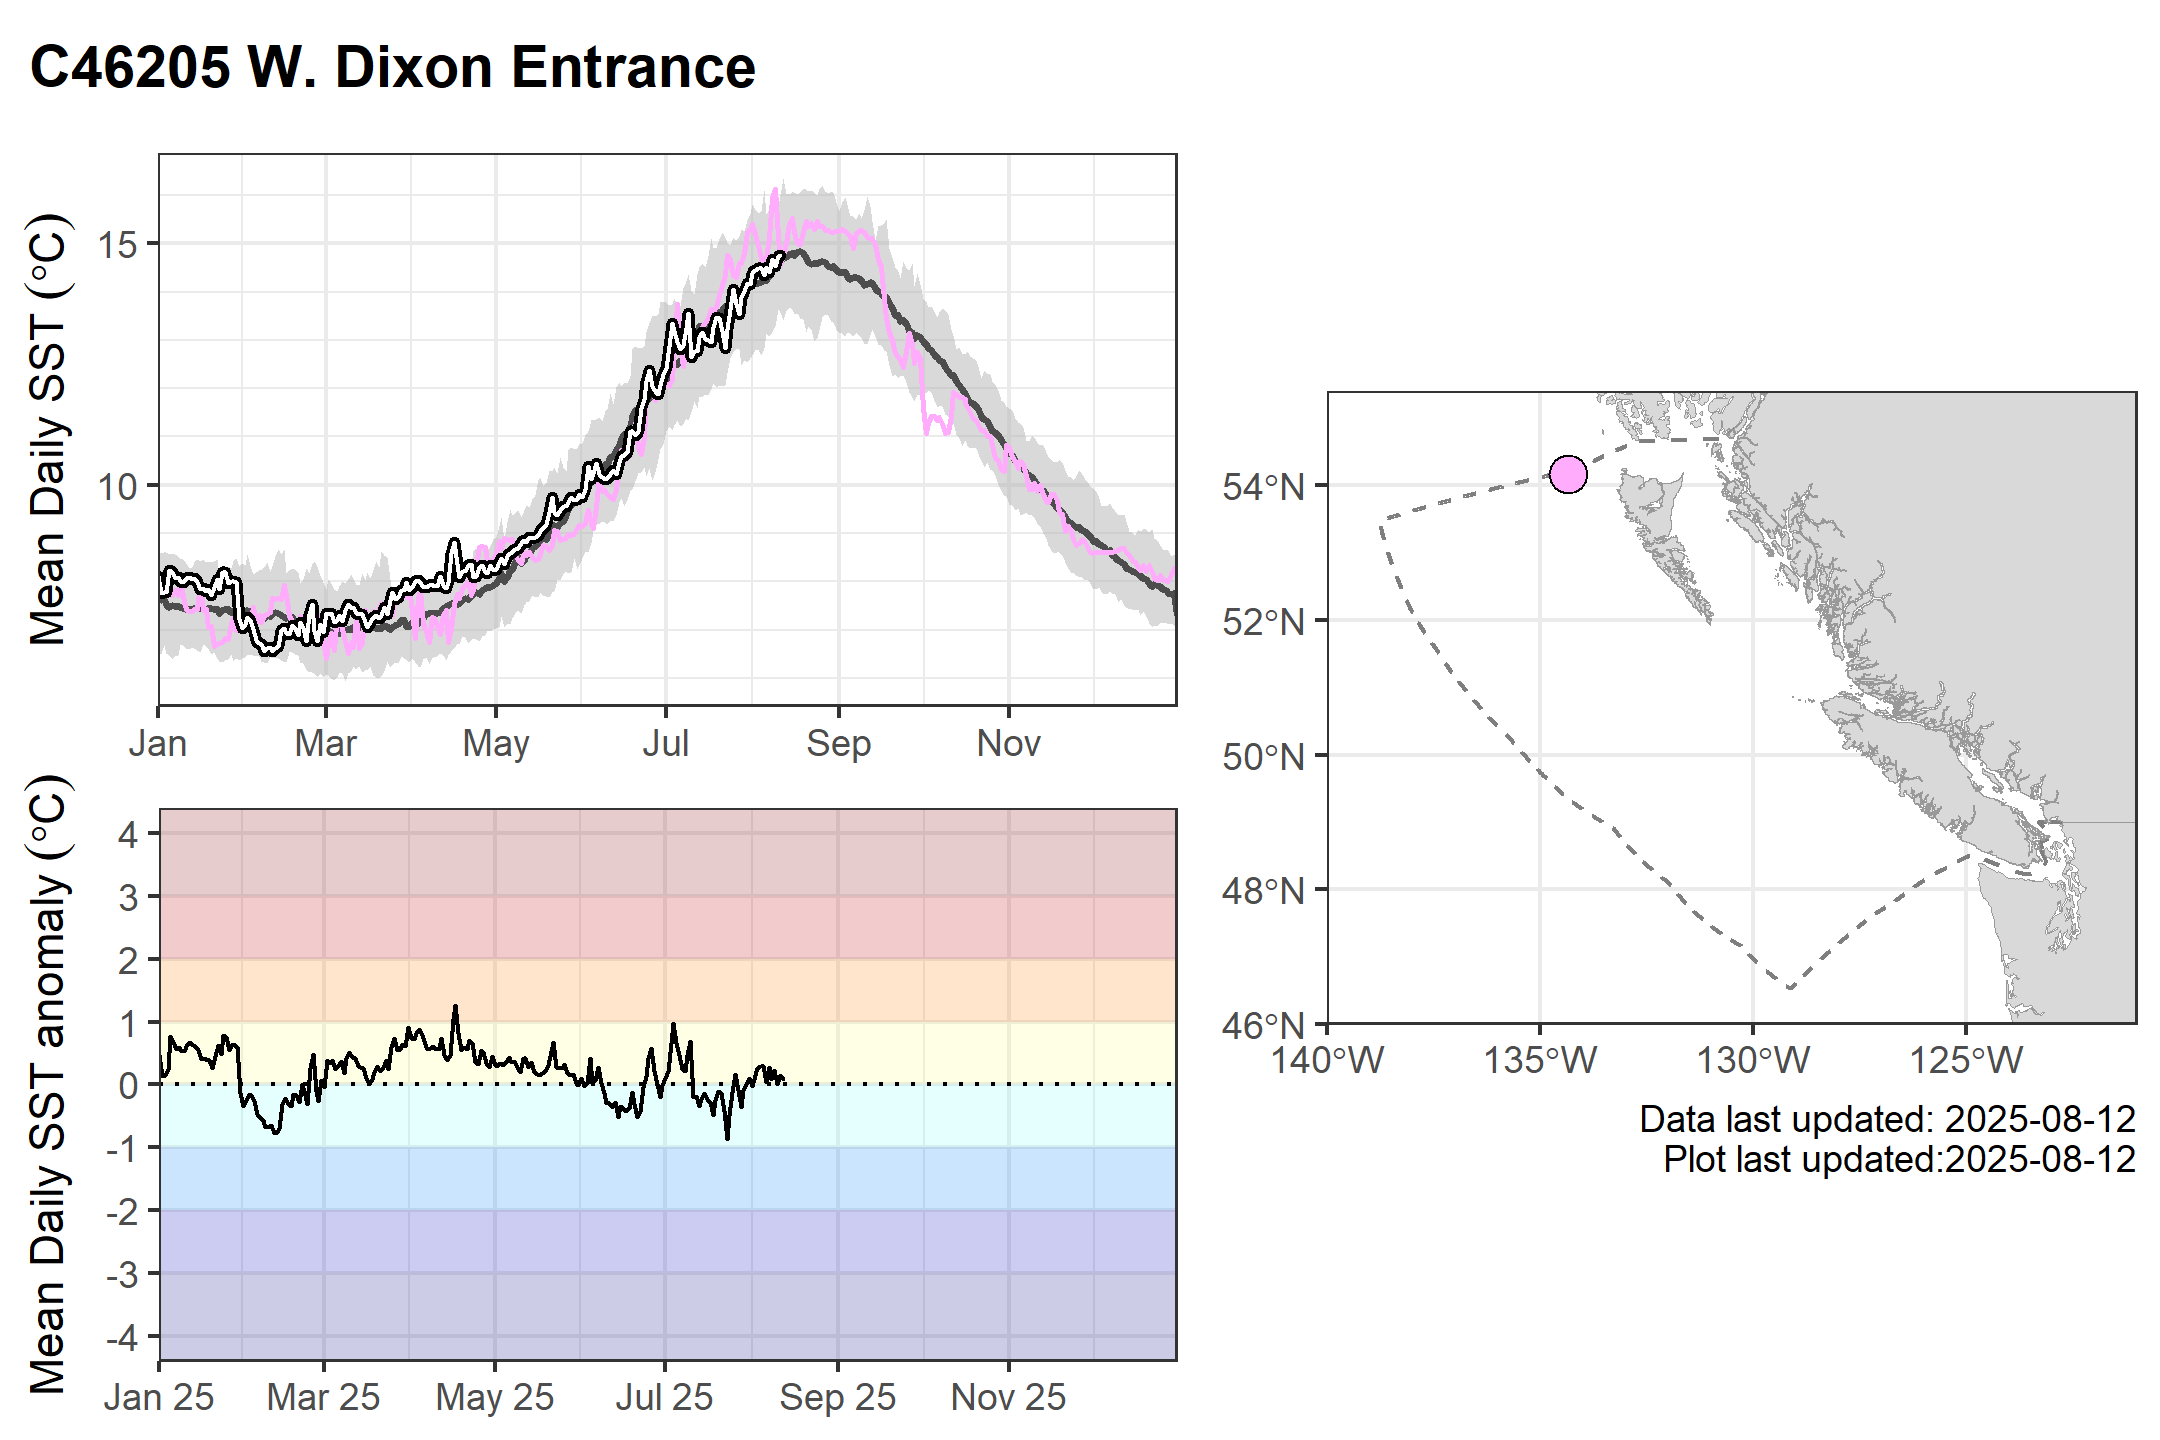 C46205 W. Dixon Entrance
Mean Daily SST (°C)
15
10
Jan Mar May Jul Sep Nov
Mean Daily SST anomaly (°C)
4
3
2
1
0
-1
-2
-3
-4
Jan 25 Mar 25 May 25 Jul 25 Sep 25 Nov 25
54°N
52°N
50°N
48°N
46°N
140°W 135°W 130°W 125°W
Data last updated: 2025-08-12
Plot last updated:2025-08-12